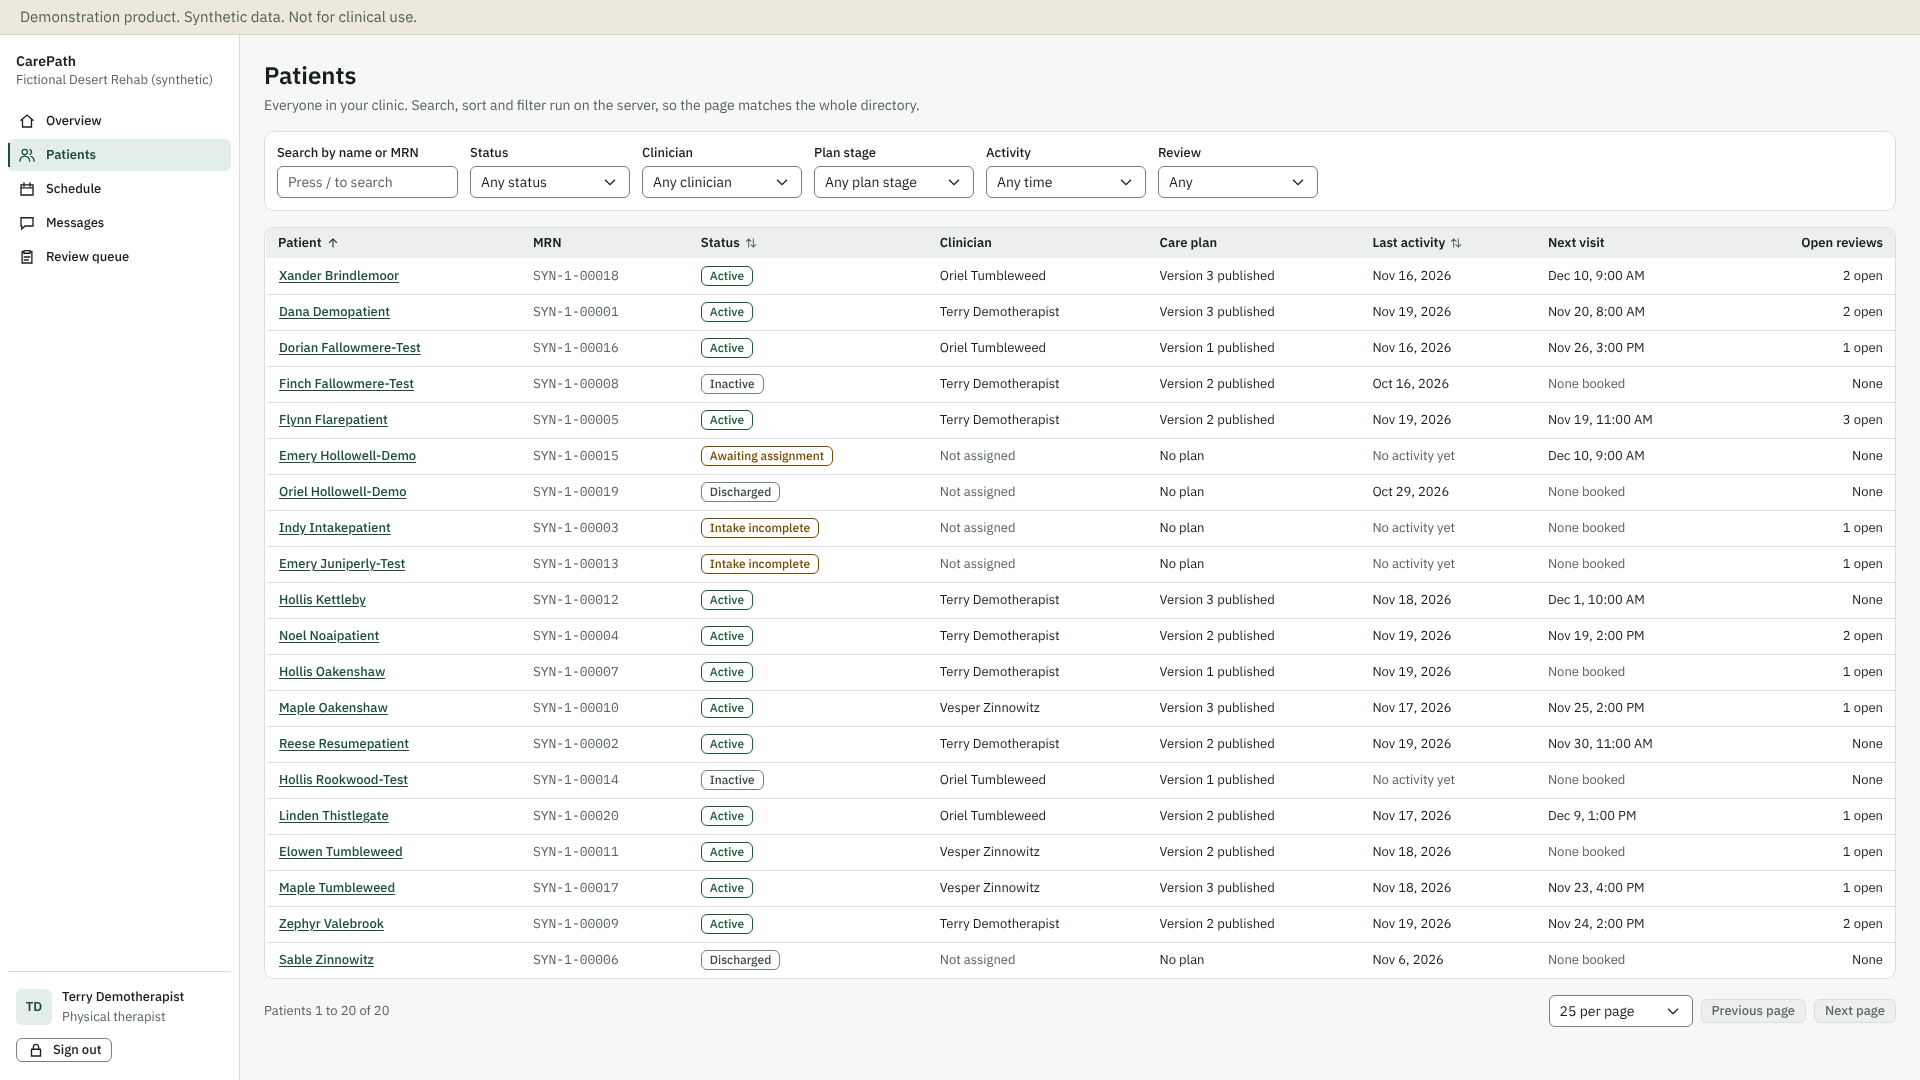 Demonstration product. Synthetic data. Not for clinical use.
CarePath
Fictional Desert Rehab (synthetic)
Overview
Patients
Schedule
Messages
Review queue
Terry Demotherapist
TD
Physical therapist
Sign out
Patients
Everyone in your clinic. Search, sort and filter run on the server, so the page matches the whole directory.
Search by name or MRN Status Clinician Plan stage Activity Review
Press / to search Any status Any clinician Any plan stage Any time Any
Patient MRN Status Clinician Care plan Last activity Next visit Open reviews
Xander Brindlemoor SYN-1-00018 Active Oriel Tumbleweed Version 3 published Nov 16, 2026 Dec 10, 9:00 AM 2 open
Dana Demopatient SYN-1-00001 Active Terry Demotherapist Version 3 published Nov 19, 2026 Nov 20, 8:00 AM 2 open
Dorian Fallowmere-Test SYN-1-00016 Active Oriel Tumbleweed Version 1 published Nov 16, 2026 Nov 26, 3:00 PM 1 open
Finch Fallowmere-Test SYN-1-00008 Inactive Terry Demotherapist Version 2 published Oct 16, 2026 None booked None
Flynn Flarepatient SYN-1-00005 Active Terry Demotherapist Version 2 published Nov 19, 2026 Nov 19, 11:00 AM 3 open
Emery Hollowell-Demo SYN-1-00015 Awaiting assignment Not assigned No plan No activity yet Dec 10, 9:00 AM None
Oriel Hollowell-Demo SYN-1-00019 Discharged Not assigned No plan Oct 29, 2026 None booked None
Indy Intakepatient SYN-1-00003 Intake incomplete Not assigned No plan No activity yet None booked 1 open
Emery Juniperly-Test SYN-1-00013 Intake incomplete Not assigned No plan No activity yet None booked 1 open
Hollis Kettleby SYN-1-00012 Active Terry Demotherapist Version 3 published Nov 18, 2026 Dec 1, 10:00 AM None
Noel Noaipatient SYN-1-00004 Active Terry Demotherapist Version 2 published Nov 19, 2026 Nov 19, 2:00 PM 2 open
Hollis Oakenshaw SYN-1-00007 Active Terry Demotherapist Version 1 published Nov 19, 2026 None booked 1 open
Maple Oakenshaw SYN-1-00010 Active Vesper Zinnowitz Version 3 published Nov 17, 2026 Nov 25, 2:00 PM 1 open
Reese Resumepatient SYN-1-00002 Active Terry Demotherapist Version 2 published Nov 19, 2026 Nov 30, 11:00 AM None
Hollis Rookwood-Test SYN-1-00014 Inactive Oriel Tumbleweed Version 1 published No activity yet None booked None
Linden Thistlegate SYN-1-00020 Active Oriel Tumbleweed Version 2 published Nov 17, 2026 Dec 9, 1:00 PM 1 open
Elowen Tumbleweed SYN-1-00011 Active Vesper Zinnowitz Version 2 published Nov 18, 2026 None booked 1 open
Maple Tumbleweed SYN-1-00017 Active Vesper Zinnowitz Version 3 published Nov 18, 2026 Nov 23, 4:00 PM 1 open
Zephyr Valebrook SYN-1-00009 Active Terry Demotherapist Version 2 published Nov 19, 2026 Nov 24, 2:00 PM 2 open
Sable Zinnowitz SYN-1-00006 Discharged Not assigned No plan Nov 6, 2026 None booked None
Patients 1 to 20 of 20 25 per page Previous page Next page